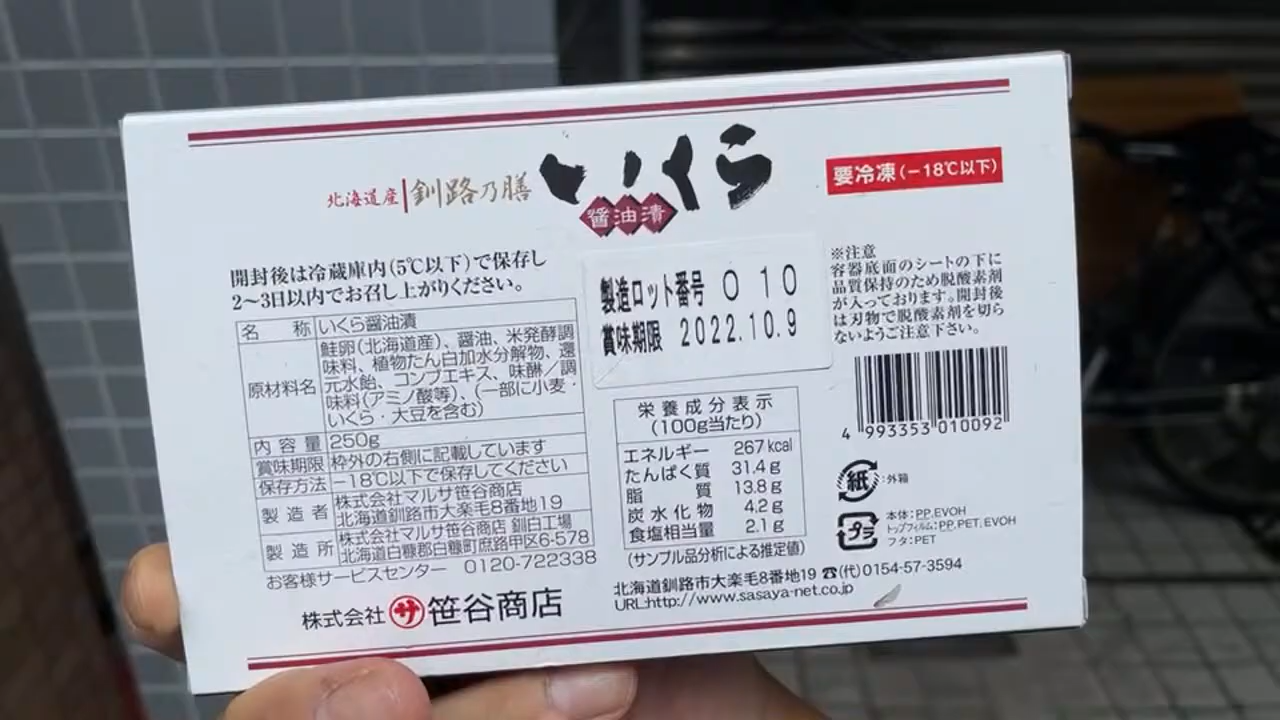 北海道産 釧路乃膳 いくら
醤油漬
要冷凍(−18℃以下)
開封後は冷蔵庫内(5℃以下)で保存し
2〜3日以内でお召し上がりください。
名称 いくら醤油漬
原材料名 鮭卵(北海道産)、醤油、米発酵調
味料、植物たん白加水分解物、還
元水飴、コンブエキス、味醂/調
味料(アミノ酸等)、(一部に小麦・
いくら・大豆を含む)
内容量 250g
賞味期限 枠外の右側に記載しています
保存方法 −18℃以下で保存してください
製造者 株式会社マルサ笹谷商店
北海道釧路市大楽毛8番地19
製造所 株式会社マルサ笹谷商店 釧白工場
北海道白糠郡白糠町庶路甲区6-578
お客様サービスセンター 0120-722338
株式会社 サ 笹谷商店
製造ロット番号 0 10
賞味期限 2022.10.9
栄養成分表示
(100g当たり)
エネルギー 267kcal
たんぱく質 31.4g
脂質 13.8g
炭水化物 4.2g
食塩相当量 2.1g
(サンプル品分析による推定値)
北海道釧路市大楽毛8番地19 ☎(代)0154-57-3594
URL:http://www.sasaya-net.co.jp
※注意
容器底面のシートの下に
品質保持のため脱酸素剤
が入っております。開封後
は刃物で脱酸素剤を切ら
ないようご注意下さい。
4 993353 010092
紙 :外箱
プラ 本体:PP,EVOH
トップフィルム:PP,PET,EVOH
フタ:PET